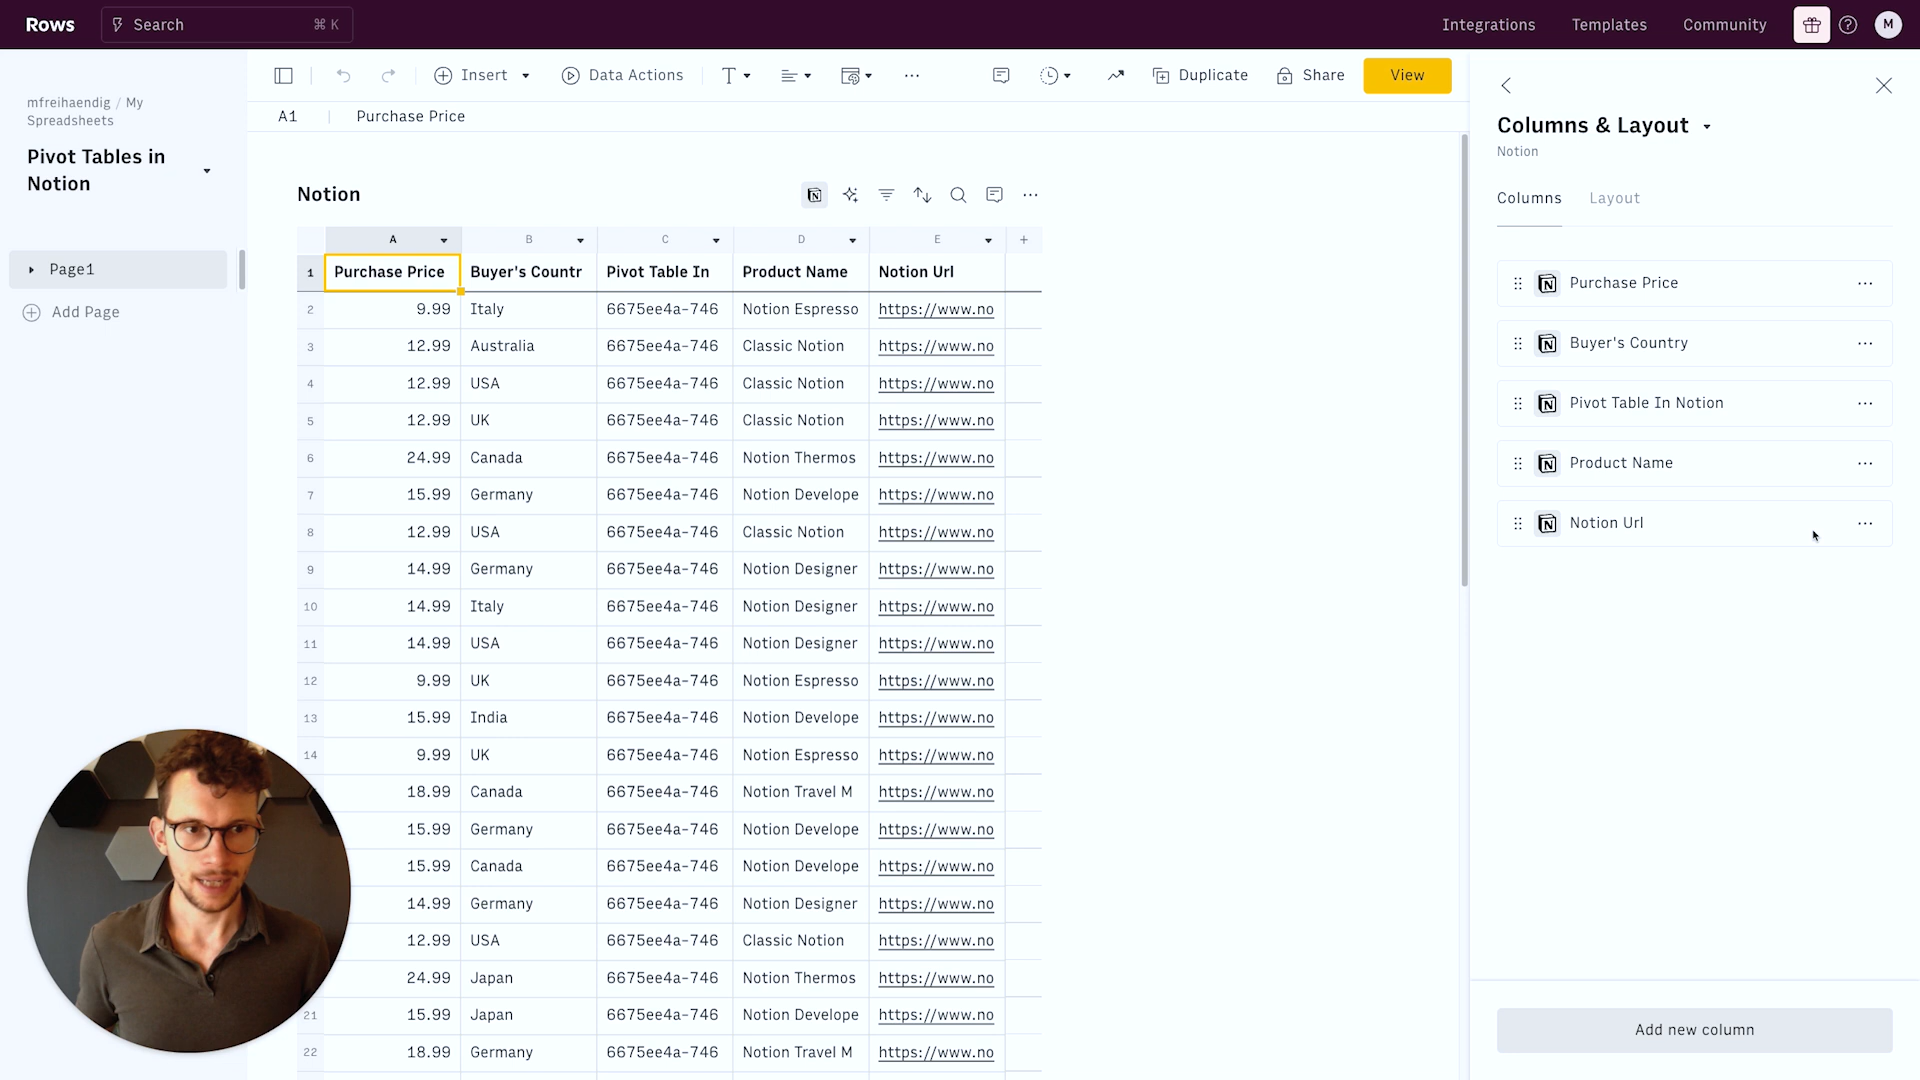 Rows
Search ⌘ K
Integrations Templates Community M
mfreihaendig / My
Spreadsheets
Pivot Tables in
Notion
Page1
Add Page
Insert Data Actions T Duplicate Share View
A1 Purchase Price
Notion
A B C D E +
1 Purchase Price Buyer's Countr Pivot Table In Product Name Notion Url
2 9.99 Italy 6675ee4a-746 Notion Espresso https://www.no
3 12.99 Australia 6675ee4a-746 Classic Notion https://www.no
4 12.99 USA 6675ee4a-746 Classic Notion https://www.no
5 12.99 UK 6675ee4a-746 Classic Notion https://www.no
6 24.99 Canada 6675ee4a-746 Notion Thermos https://www.no
7 15.99 Germany 6675ee4a-746 Notion Develope https://www.no
8 12.99 USA 6675ee4a-746 Classic Notion https://www.no
9 14.99 Germany 6675ee4a-746 Notion Designer https://www.no
10 14.99 Italy 6675ee4a-746 Notion Designer https://www.no
11 14.99 USA 6675ee4a-746 Notion Designer https://www.no
12 9.99 UK 6675ee4a-746 Notion Espresso https://www.no
13 15.99 India 6675ee4a-746 Notion Develope https://www.no
14 9.99 UK 6675ee4a-746 Notion Espresso https://www.no
18.99 Canada 6675ee4a-746 Notion Travel M https://www.no
15.99 Germany 6675ee4a-746 Notion Develope https://www.no
15.99 Canada 6675ee4a-746 Notion Develope https://www.no
14.99 Germany 6675ee4a-746 Notion Designer https://www.no
12.99 USA 6675ee4a-746 Classic Notion https://www.no
24.99 Japan 6675ee4a-746 Notion Thermos https://www.no
21 15.99 Japan 6675ee4a-746 Notion Develope https://www.no
22 18.99 Germany 6675ee4a-746 Notion Travel M https://www.no
Columns & Layout
Notion
Columns Layout
Purchase Price
Buyer's Country
Pivot Table In Notion
Product Name
Notion Url
Add new column